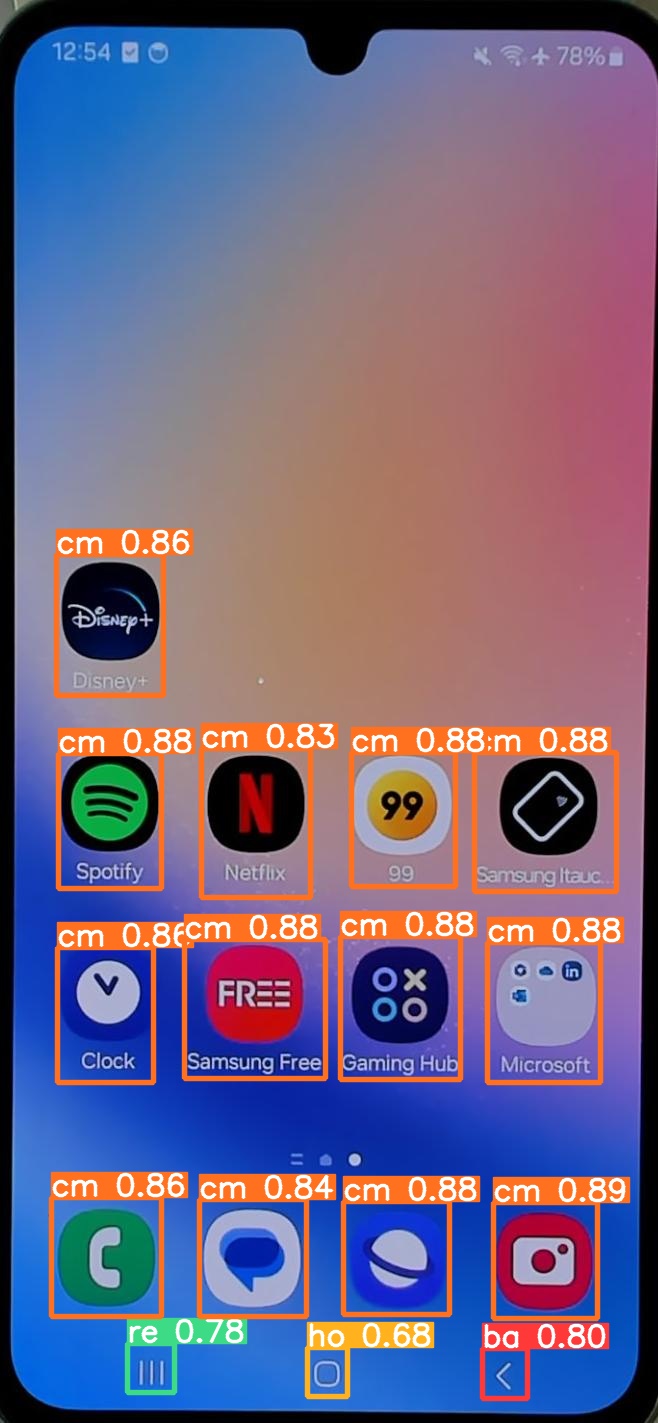 12:54 78%
cm 0.86
Disney+
Disney+
cm 0.88 cm 0.83 cm 0.88 :m 0.88
99
Spotify Netflix 99 Samsung Itauc...
cm 0.86 cm 0.88 cm 0.88 cm 0.88
FREE in
Clock Samsung Free Gaming Hub Microsoft
cm 0.86 cm 0.84 cm 0.88 cm 0.89
re 0.78 ho 0.68 ba 0.80